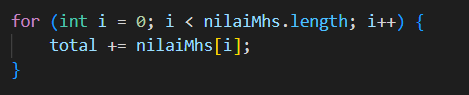 for (int i = 0; i < nilaiMhs.length; i++) {
    total += nilaiMhs[i];
}